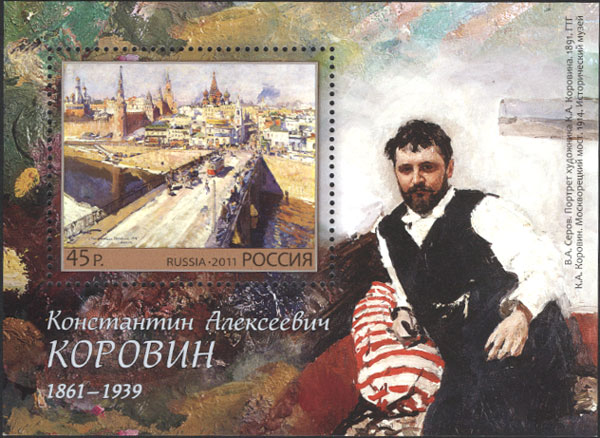 45 Р.
RUSSIA • 2011 РОССИЯ
Константин Алексеевич
КОРОВИН
1861–1939
В.А. Серов. Портрет художника К.А. Коровина. 1891. ГТГ
К.А. Коровин. Москворецкий мост. 1914. Исторический музей